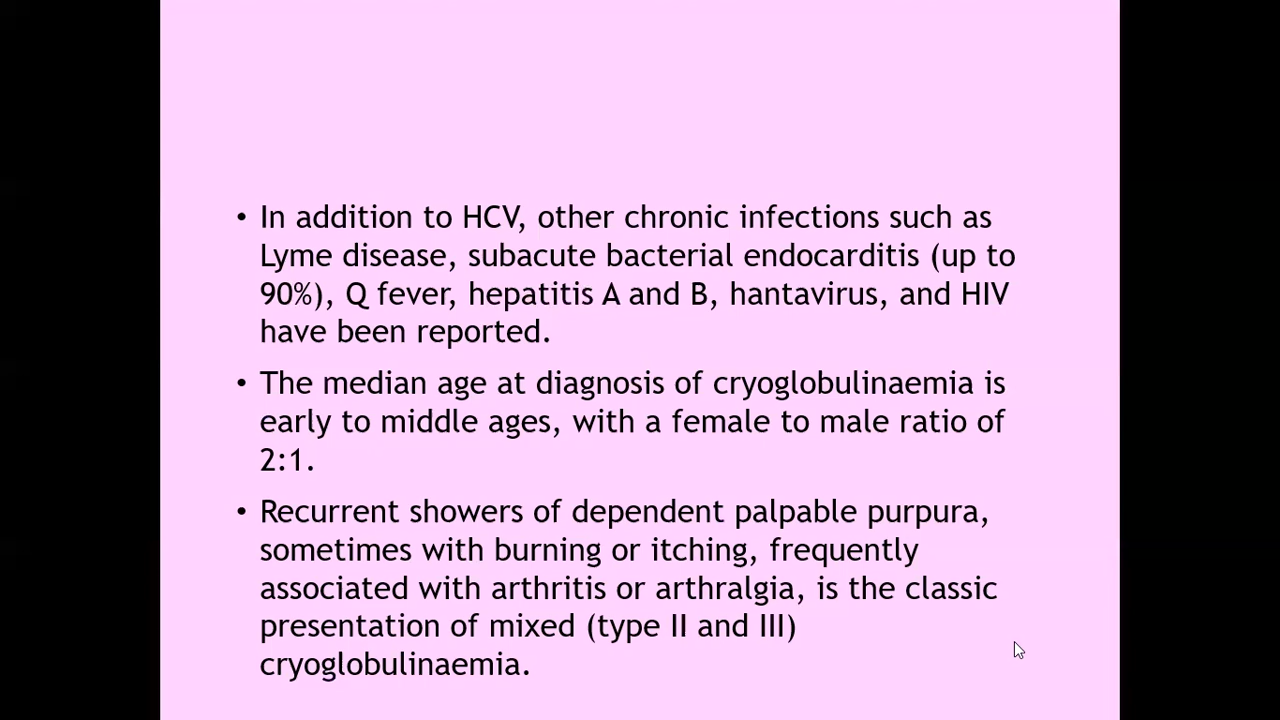 • In addition to HCV, other chronic infections such as
Lyme disease, subacute bacterial endocarditis (up to
90%), Q fever, hepatitis A and B, hantavirus, and HIV
have been reported.
• The median age at diagnosis of cryoglobulinaemia is
early to middle ages, with a female to male ratio of
2:1.
• Recurrent showers of dependent palpable purpura,
sometimes with burning or itching, frequently
associated with arthritis or arthralgia, is the classic
presentation of mixed (type II and III)
cryoglobulinaemia.